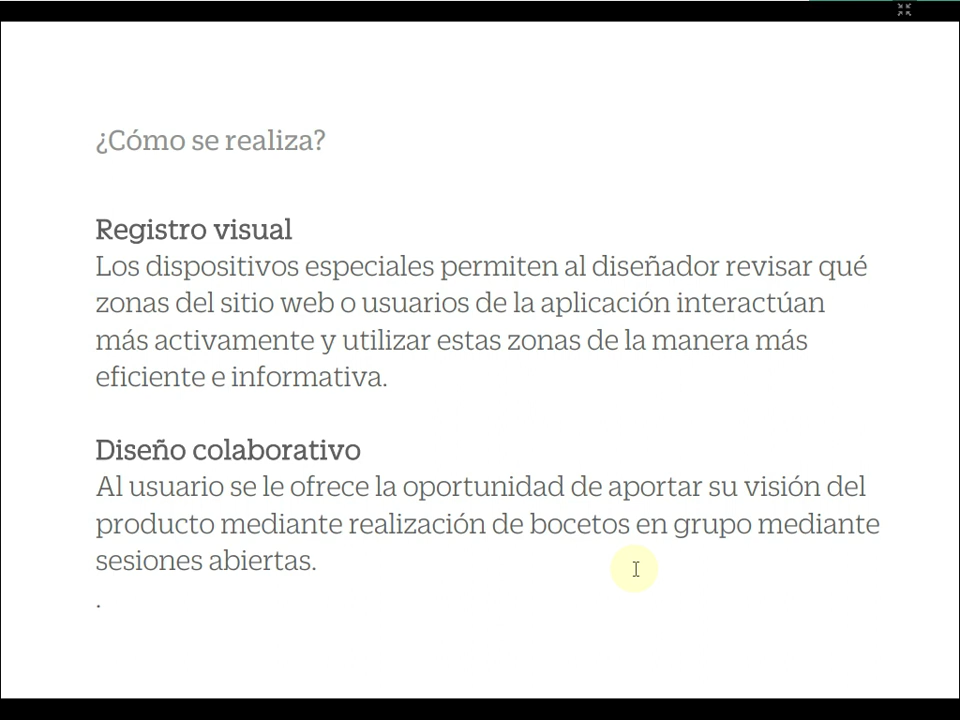 ¿Cómo se realiza?
Registro visual
Los dispositivos especiales permiten al diseñador revisar qué
zonas del sitio web o usuarios de la aplicación interactúan
más activamente y utilizar estas zonas de la manera más
eficiente e informativa.
Diseño colaborativo
Al usuario se le ofrece la oportunidad de aportar su visión del
producto mediante realización de bocetos en grupo mediante
sesiones abiertas.
.